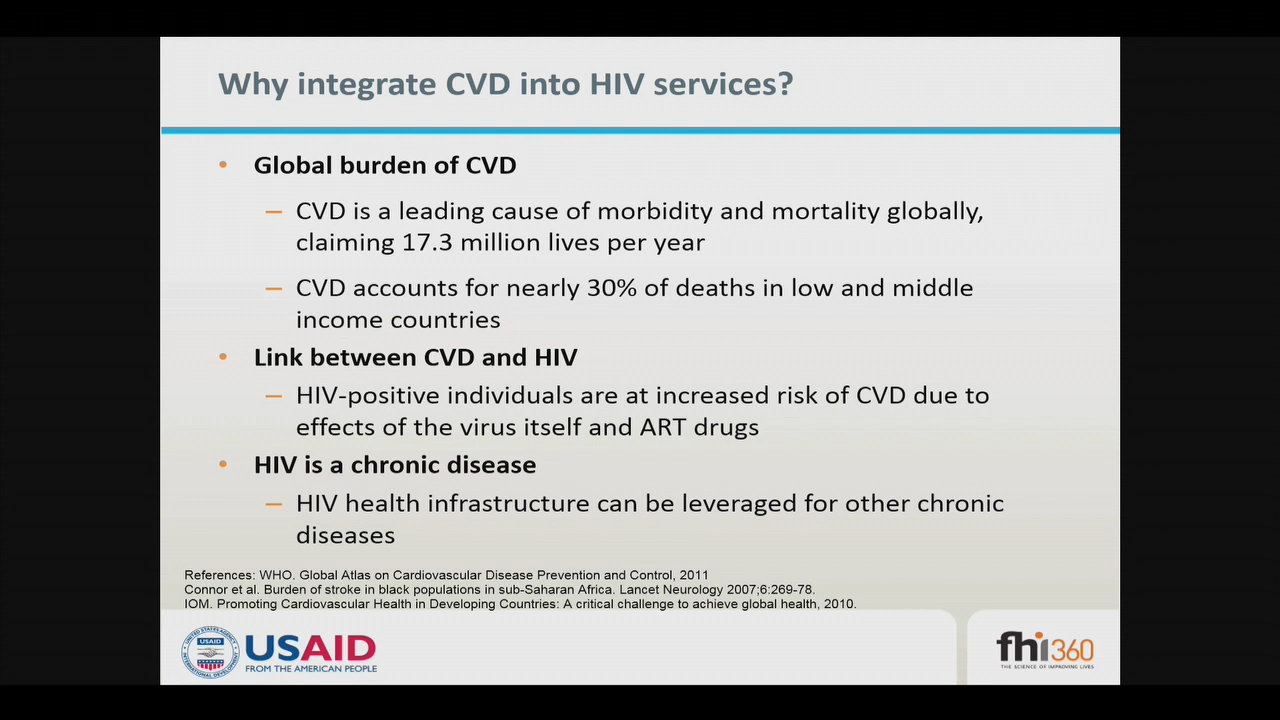 Why integrate CVD into HIV services?
• Global burden of CVD
– CVD is a leading cause of morbidity and mortality globally,
claiming 17.3 million lives per year
– CVD accounts for nearly 30% of deaths in low and middle
income countries
• Link between CVD and HIV
– HIV-positive individuals are at increased risk of CVD due to
effects of the virus itself and ART drugs
• HIV is a chronic disease
– HIV health infrastructure can be leveraged for other chronic
diseases
References: WHO. Global Atlas on Cardiovascular Disease Prevention and Control, 2011
Connor et al. Burden of stroke in black populations in sub-Saharan Africa. Lancet Neurology 2007;6:269-78.
IOM. Promoting Cardiovascular Health in Developing Countries: A critical challenge to achieve global health, 2010.
UNITED STATES AGENCY
USAID
INTERNATIONAL DEVELOPMENT
USAID
FROM THE AMERICAN PEOPLE
fhi360
THE SCIENCE OF IMPROVING LIVES